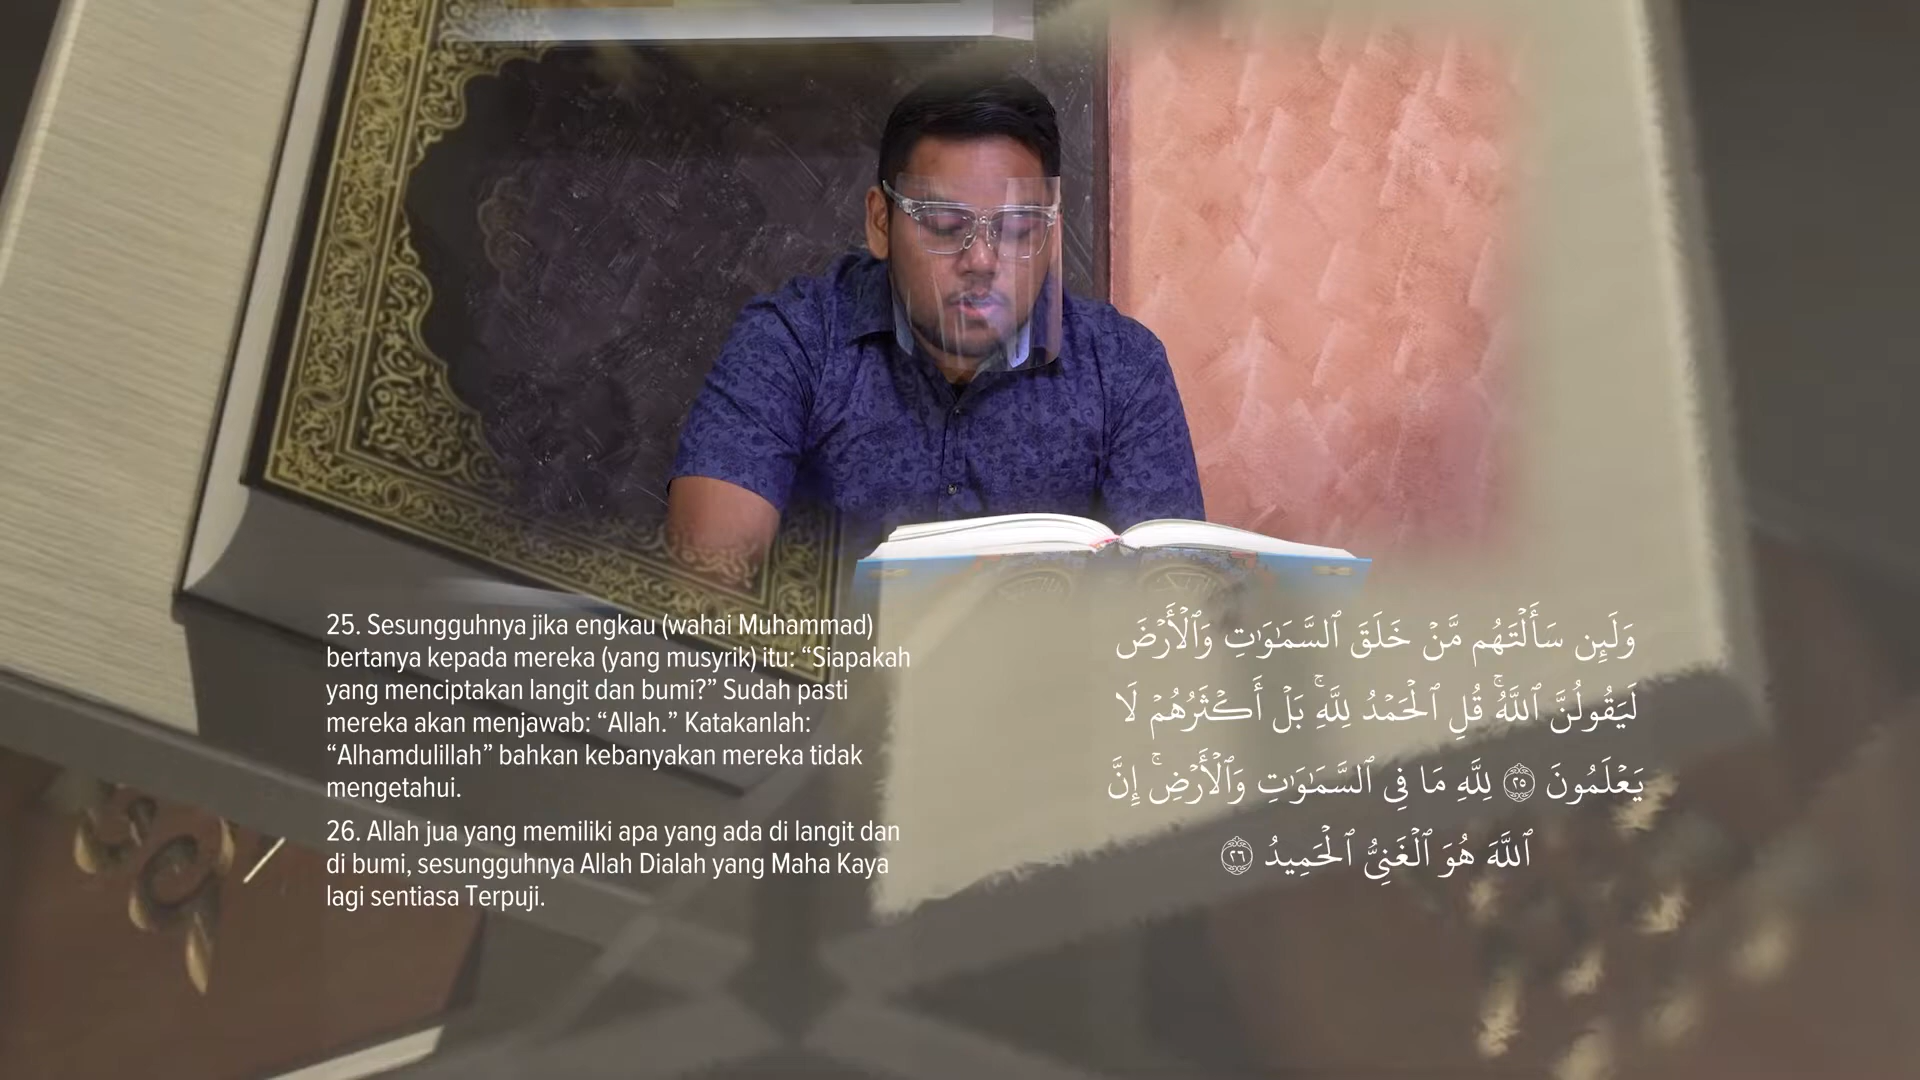 25. Sesungguhnya jika engkau (wahai Muhammad)
bertanya kepada mereka (yang musyrik) itu: “Siapakah
yang menciptakan langit dan bumi?” Sudah pasti
mereka akan menjawab: “Allah.” Katakanlah:
“Alhamdulillah” bahkan kebanyakan mereka tidak
mengetahui.
26. Allah jua yang memiliki apa yang ada di langit dan
di bumi, sesungguhnya Allah Dialah yang Maha Kaya
lagi sentiasa Terpuji.
وَلَئِن سَأَلْتَهُم مَّنْ خَلَقَ ٱلسَّمَـٰوَٰتِ وَٱلْأَرْضَ
لَيَقُولُنَّ ٱللَّهُ ۚ قُلِ ٱلْحَمْدُ لِلَّهِ ۚ بَلْ أَكْثَرُهُمْ لَا
يَعْلَمُونَ ٢٥ لِلَّهِ مَا فِى ٱلسَّمَـٰوَٰتِ وَٱلْأَرْضِ ۚ إِنَّ
ٱللَّهَ هُوَ ٱلْغَنِىُّ ٱلْحَمِيدُ ٢٦